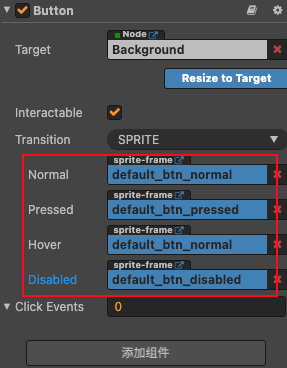 Button
Node
Target
Background
Resize to Target
Interactable
Transition
SPRITE
sprite-frame
Normal
default_btn_normal
sprite-frame
Pressed
default_btn_pressed
sprite-frame
Hover
default_btn_normal
sprite-frame
Disabled
default_btn_disabled
Click Events
0
添加组件